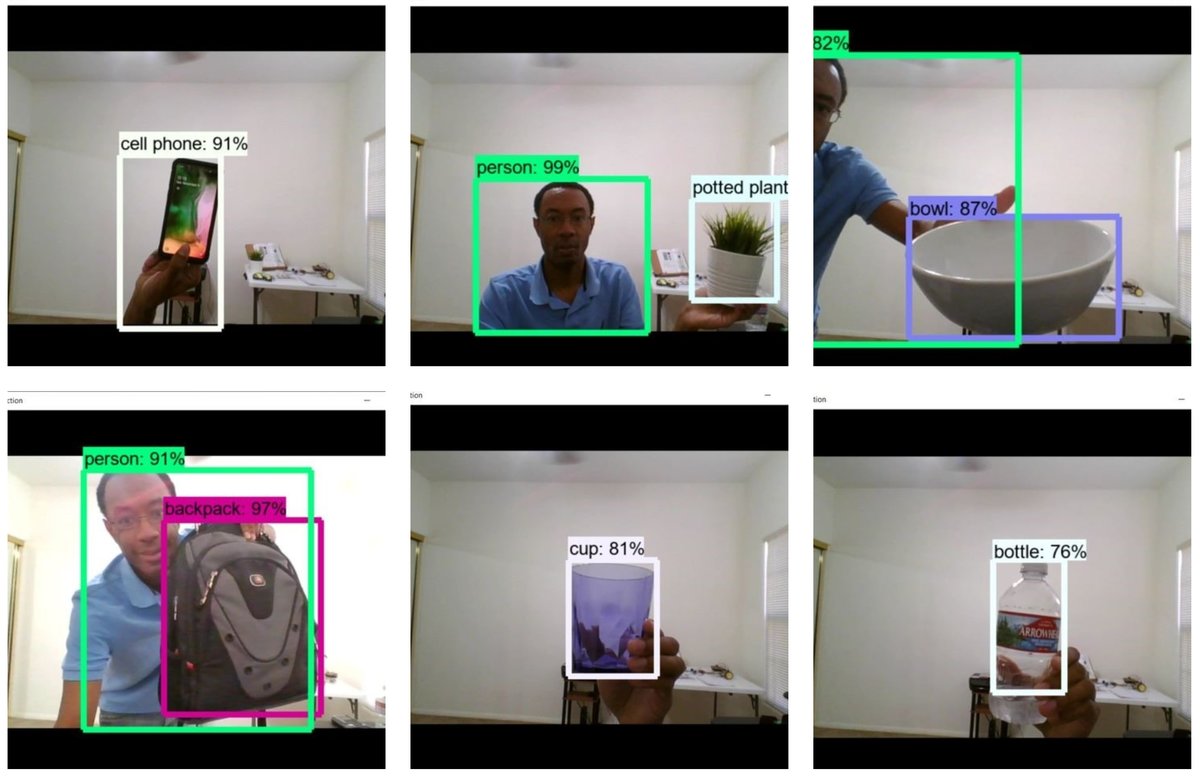 cell phone: 91%
person: 99%
potted plant
82%
bowl: 87%
ction
person: 91%
backpack: 97%
tion
cup: 81%
tion
bottle: 76%
ARROWHE